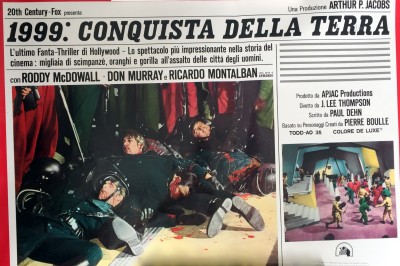 20th Century-Fox presenta
Una Produzione ARTHUR P. JACOBS
1999: CONQUISTA DELLA TERRA
L'ultimo Fanta-Thriller di Hollywood - Lo spettacolo più impressionante nella storia del
cinema: migliaia di scimpanzé, oranghi e gorilla all'assalto delle città degli uomini.
con RODDY McDOWALL - DON MURRAY e RICARDO MONTALBAN
Prodotto da APJAC Productions
Diretto da J. LEE THOMPSON
Scritto da PAUL DEHN
Basato su Personaggi Creati da PIERRE BOULLE
TODD-AO 35 COLORE DE LUXE